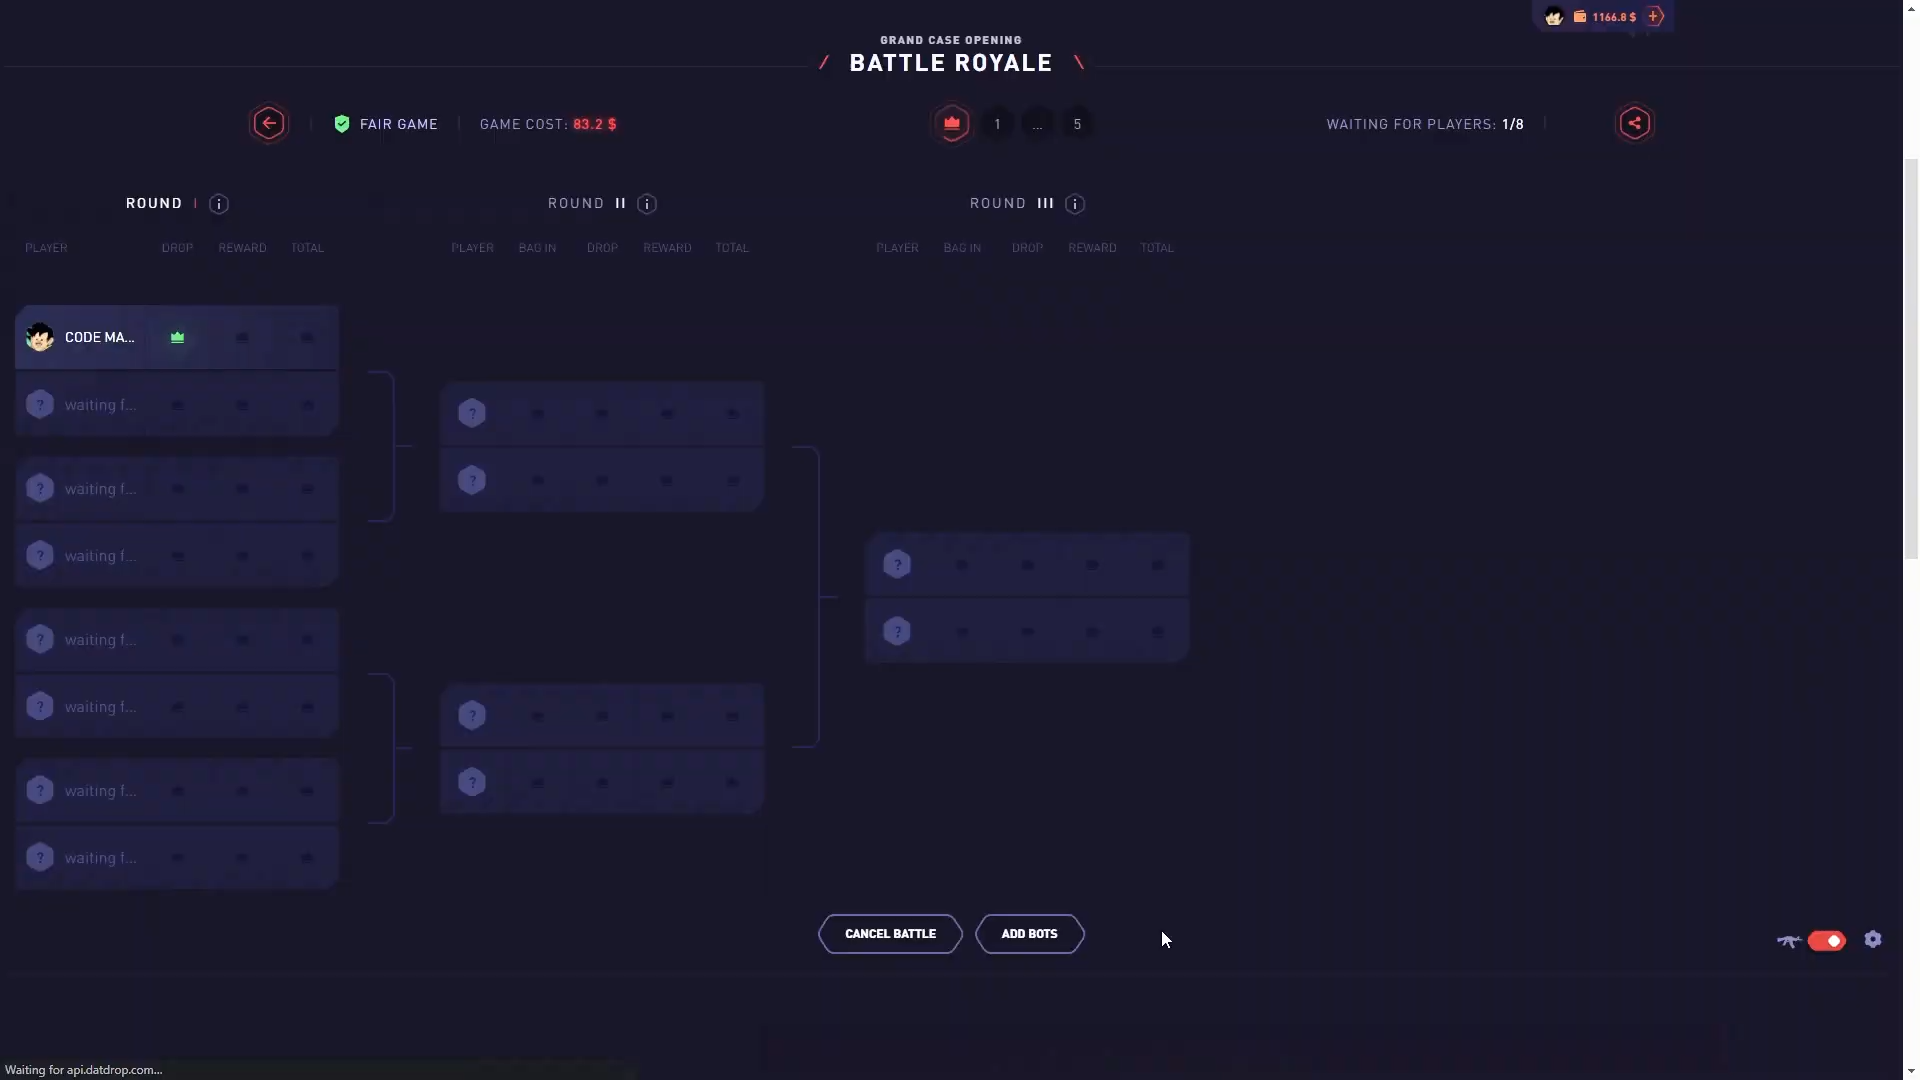 1166.8 $
GRAND CASE OPENING
BATTLE ROYALE
FAIR GAME
GAME COST: 83.2 $
1
...
5
WAITING FOR PLAYERS: 1/8
ROUND I
ROUND II
ROUND III
PLAYER DROP REWARD TOTAL
PLAYER BAG IN DROP REWARD TOTAL
PLAYER BAG IN DROP REWARD TOTAL
CODE MA...
? waiting f...
? waiting f...
? waiting f...
? waiting f...
? waiting f...
? waiting f...
? waiting f...
?
?
?
?
?
?
CANCEL BATTLE
ADD BOTS
Waiting for api.datdrop.com...